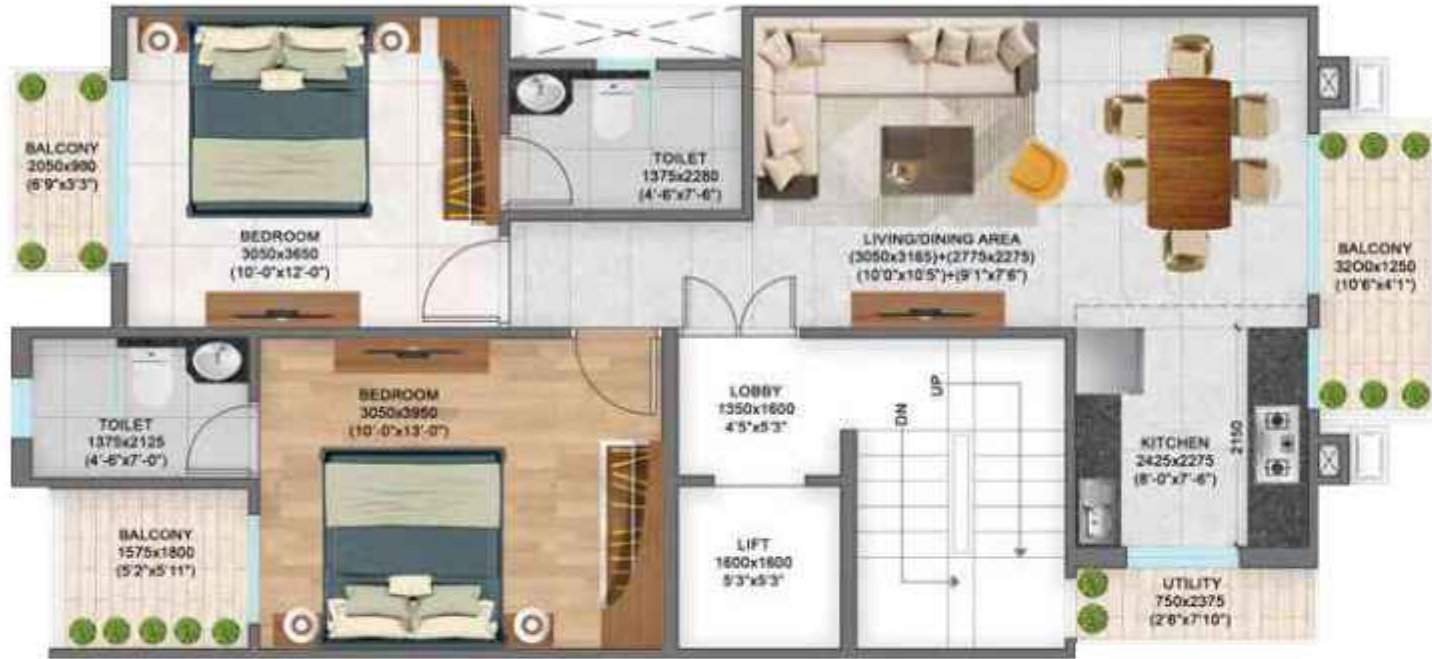 BALCONY
2050x980
(6'9"x3'3")
BEDROOM
3050x3650
(10'-0"x12'-0")
TOILET
1375x2280
(4'-6"x7'-6")
LIVING/DINING AREA
(3050x3165)+(2775x2275)
(10'0"x10'5")+(9'1"x7'6")
BALCONY
3200x1250
(10'6"x4'1")
TOILET
1375x2125
(4'-6"x7'-0")
BEDROOM
3050x3950
(10'-0"x13'-0")
LOBBY
1350x1600
4'5"x5'3"
UP
DN
KITCHEN
2425x2275
(8'-0"x7'-6")
2150
BALCONY
1575x1800
(5'2"x5'11")
LIFT
1600x1600
5'3"x5'3"
UTILITY
750x2375
(2'6"x7'10")